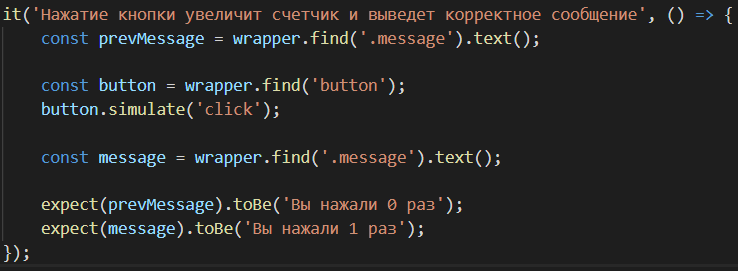 it('Нажатие кнопки увеличит счетчик и выведет корректное сообщение', () => {
const prevMessage = wrapper.find('.message').text();
const button = wrapper.find('button');
button.simulate('click');
const message = wrapper.find('.message').text();
expect(prevMessage).toBe('Вы нажали 0 раз');
expect(message).toBe('Вы нажали 1 раз');
});